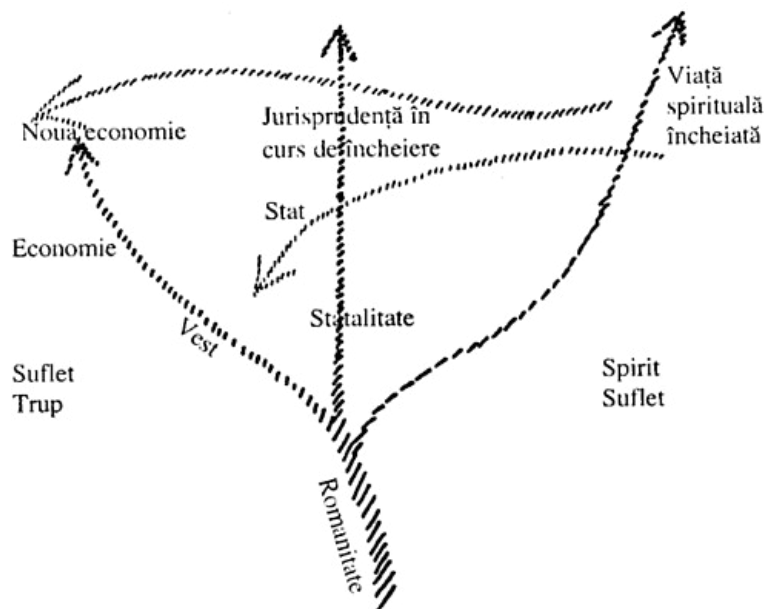 Viață
spirituală
încheiată
Jurisprudență în
curs de încheiere
Noua economie
Stat
Economie
Statalitate
Vest
Suflet
Trup
Spirit
Suflet
Romanitate